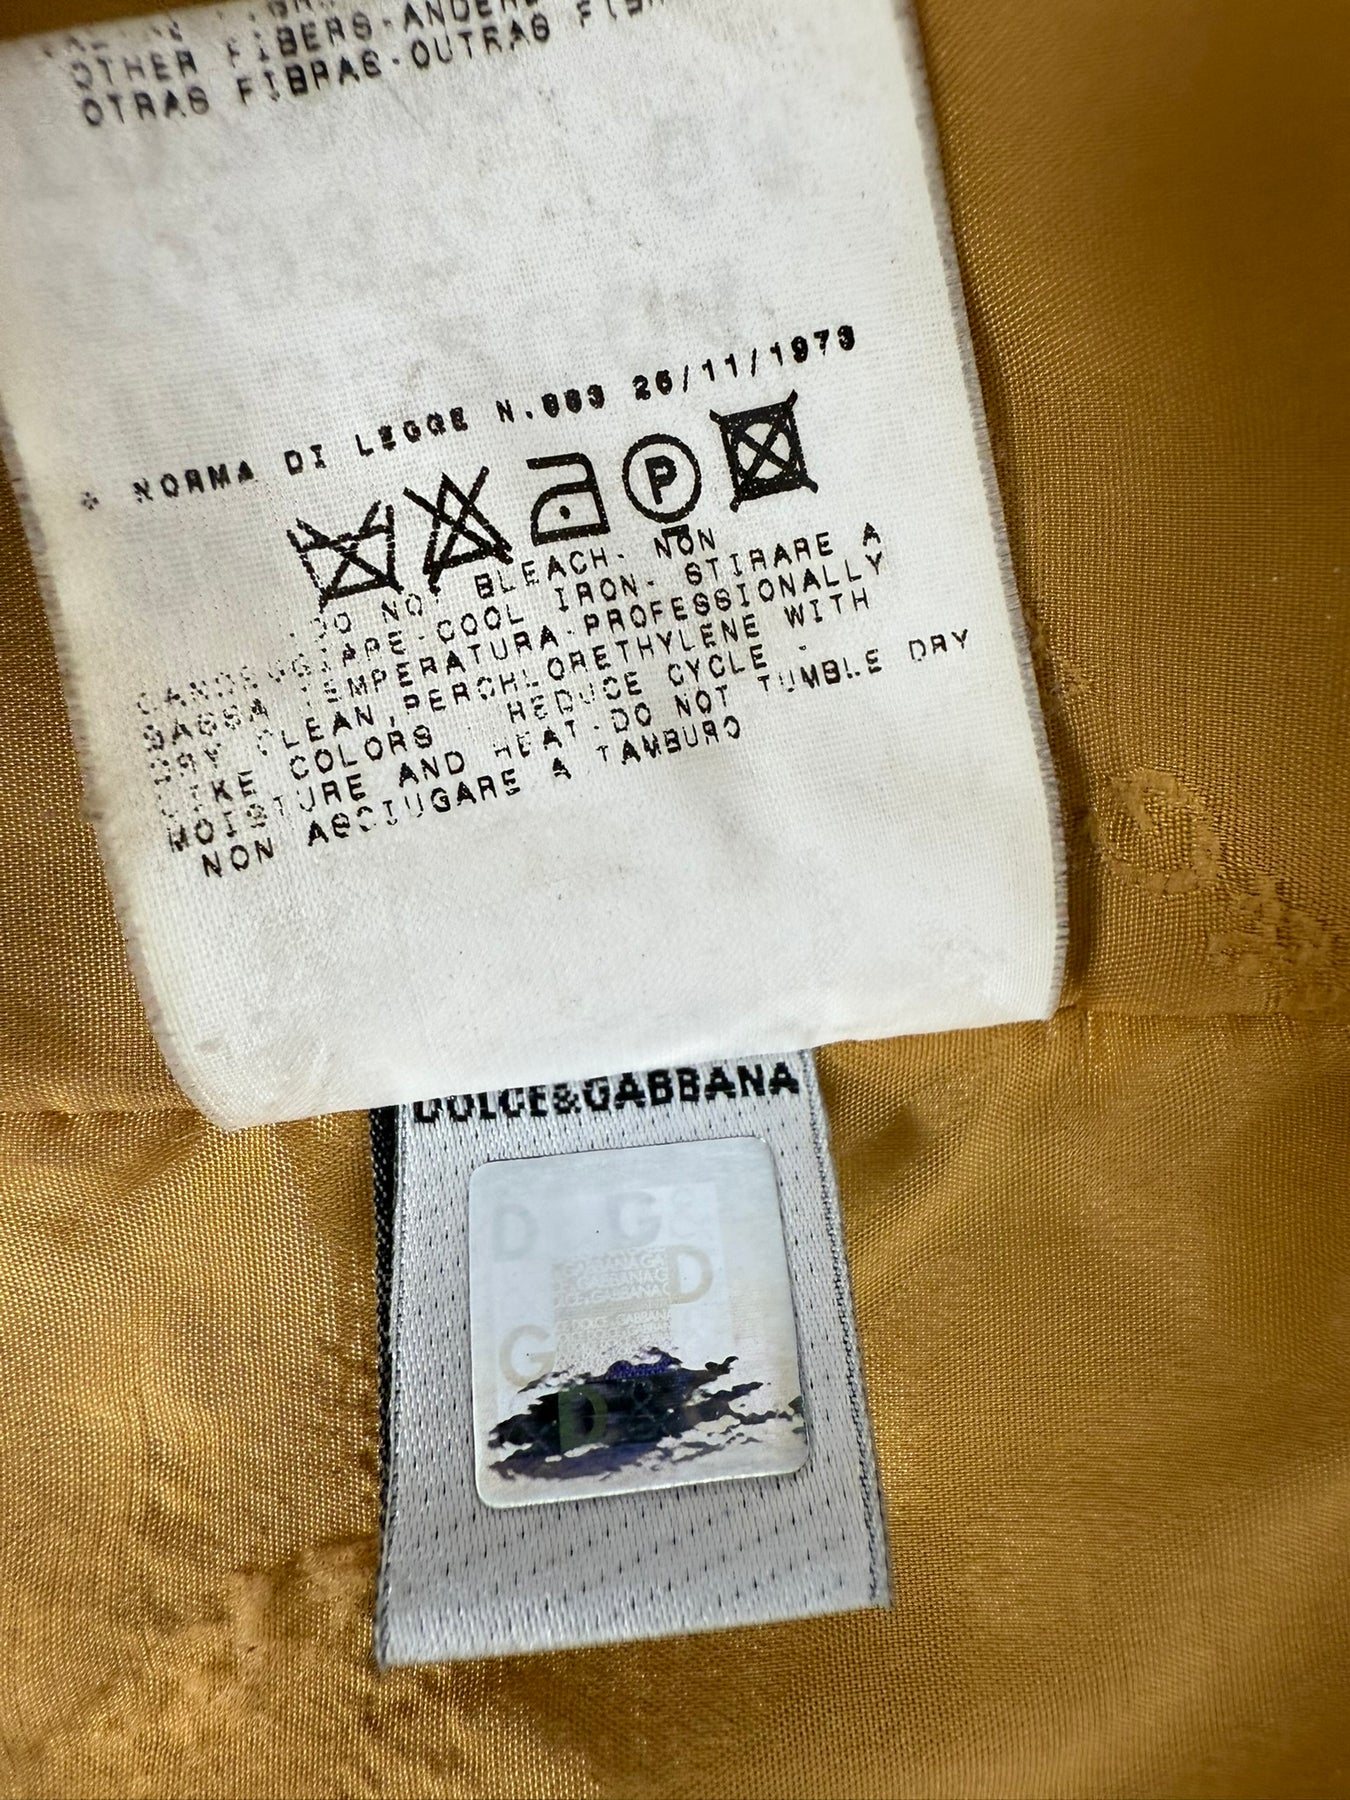 OTHER FIBERS-ANDERE
OTRAS FIBRAS-OUTRAS
* NORMA DI LEGGE N.883 26/11/1973
P
DO NOT BLEACH- NON
CANDEGGIARE-COOL IRON- STIRARE A
BASSA TEMPERATURA-PROFESSIONALLY
DRY CLEAN,PERCHLORETHYLENE WITH
LIKE COLORS - REDUCE CYCLE -
MOISTURE AND HEAT-DO NOT TUMBLE DRY
NON ASCIUGARE A TAMBURO
DOLCE&GABBANA
D G
D
GABBANA
G
D